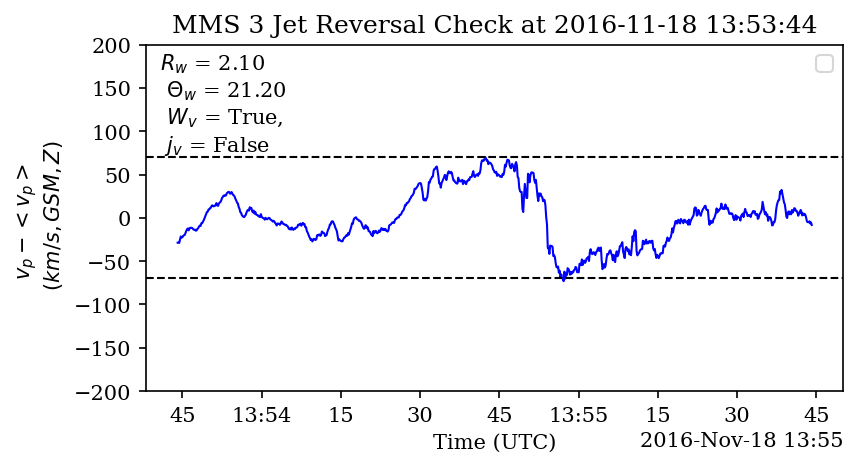 MMS 3 Jet Reversal Check at 2016-11-18 13:53:44
200
150
100
50
0
−50
−100
−150
−200
v_p − < v_p >
(km/s, GSM, Z)
R_w = 2.10
Θ_w = 21.20
W_v = True,
j_v = False
45
13:54
15
30
45
13:55
15
30
45
Time (UTC)
2016-Nov-18 13:55